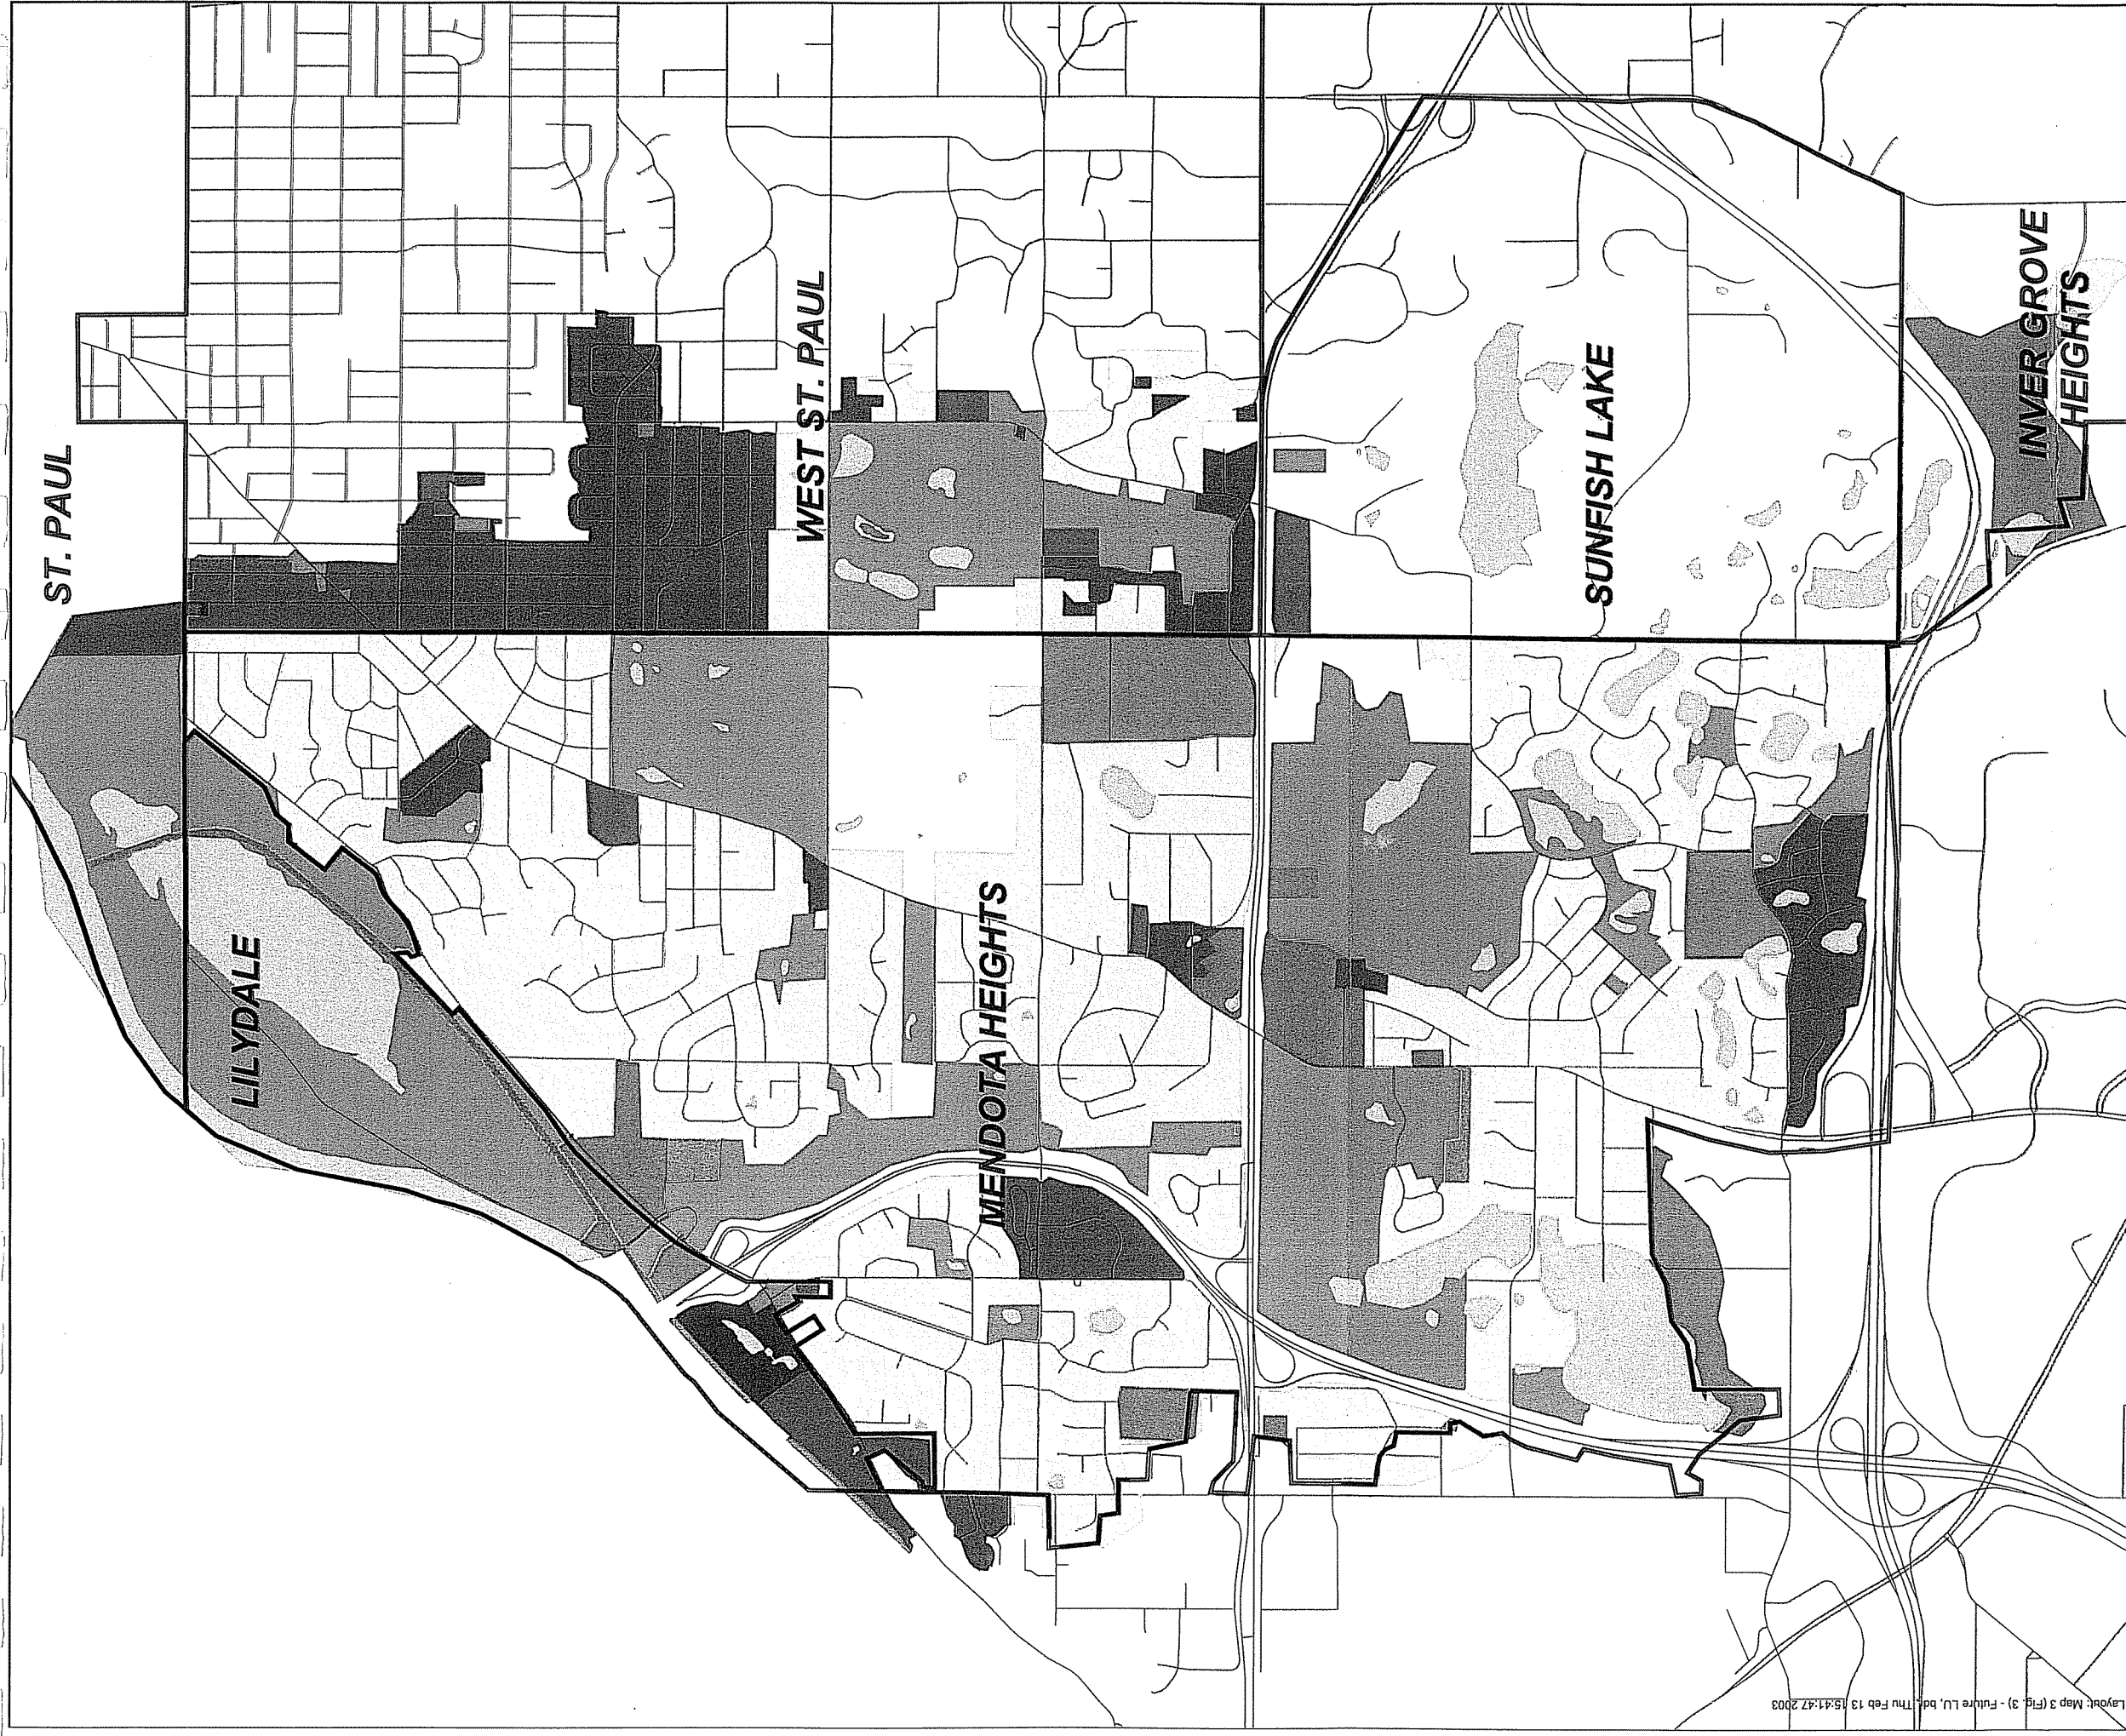 ST. PAUL
WEST ST. PAUL
LILYDALE
MENDOTA HEIGHTS
SUNFISH LAKE
INVER GROVE
HEIGHTS
Layout: Map 3 (Fig. 3) - Future LU, bdf, Thu Feb 13 15:41:47 2003